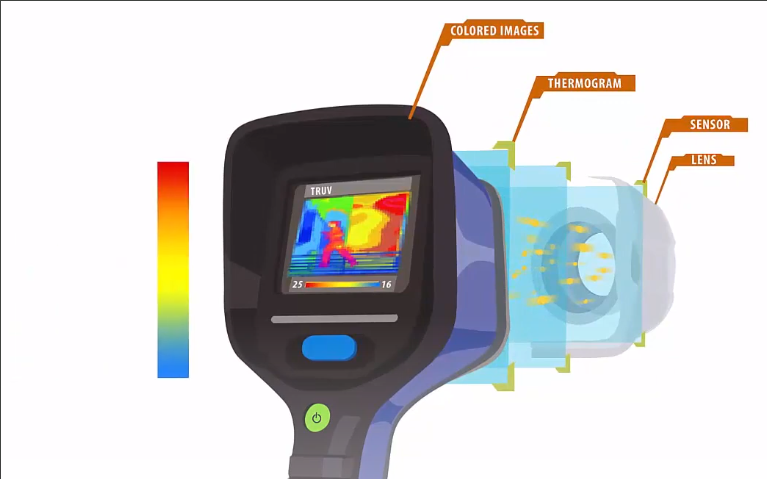 COLORED IMAGES
THERMOGRAM
SENSOR
LENS
TRUV
25 16